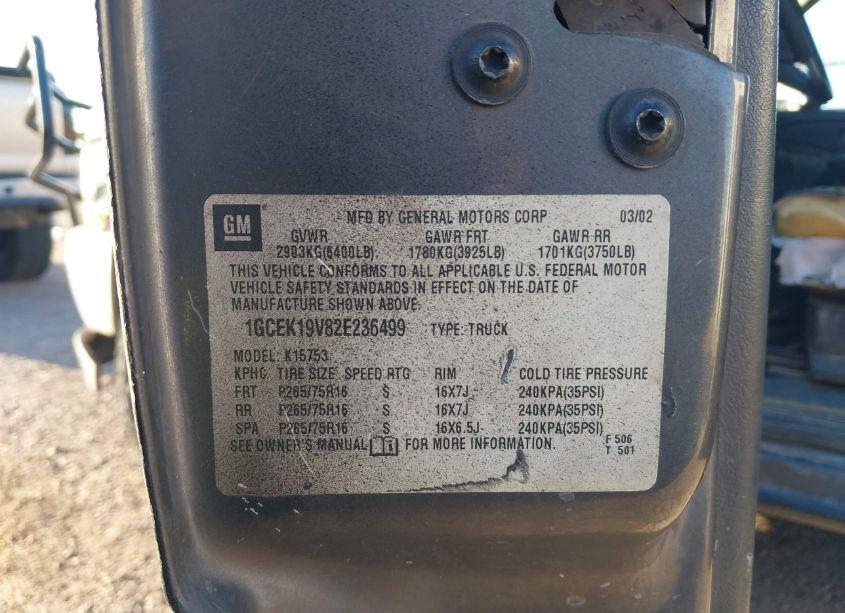 GM
MFD BY GENERAL MOTORS CORP 03/02
GVWR GAWR FRT GAWR RR
2903KG(6400LB) 1780KG(3925LB) 1701KG(3750LB)
THIS VEHICLE CONFORMS TO ALL APPLICABLE U.S. FEDERAL MOTOR
VEHICLE SAFETY STANDARDS IN EFFECT ON THE DATE OF
MANUFACTURE SHOWN ABOVE.
1GCEK19V82E236499 TYPE: TRUCK
MODEL: K15753
KPHC TIRE SIZE SPEED RTG RIM COLD TIRE PRESSURE
FRT P265/75R16 S 16X7J 240KPA(35PSI)
RR P265/75R16 S 16X7J 240KPA(35PSI)
SPA P265/75R16 S 16X6.5J 240KPA(35PSI)
SEE OWNER'S MANUAL FOR MORE INFORMATION.
F 506
T 501